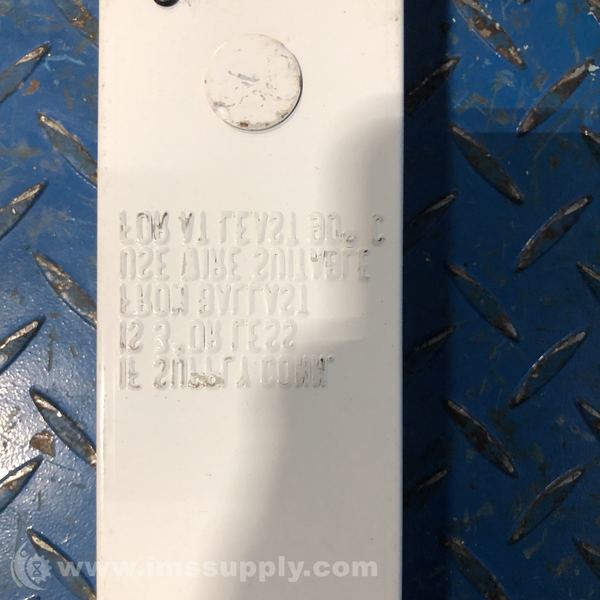 IF SUPPLY CONN.
IS 3" OR LESS
FROM BALLAST
USE WIRE SUITABLE
FOR AT LEAST 90° C
www.imssupply.com